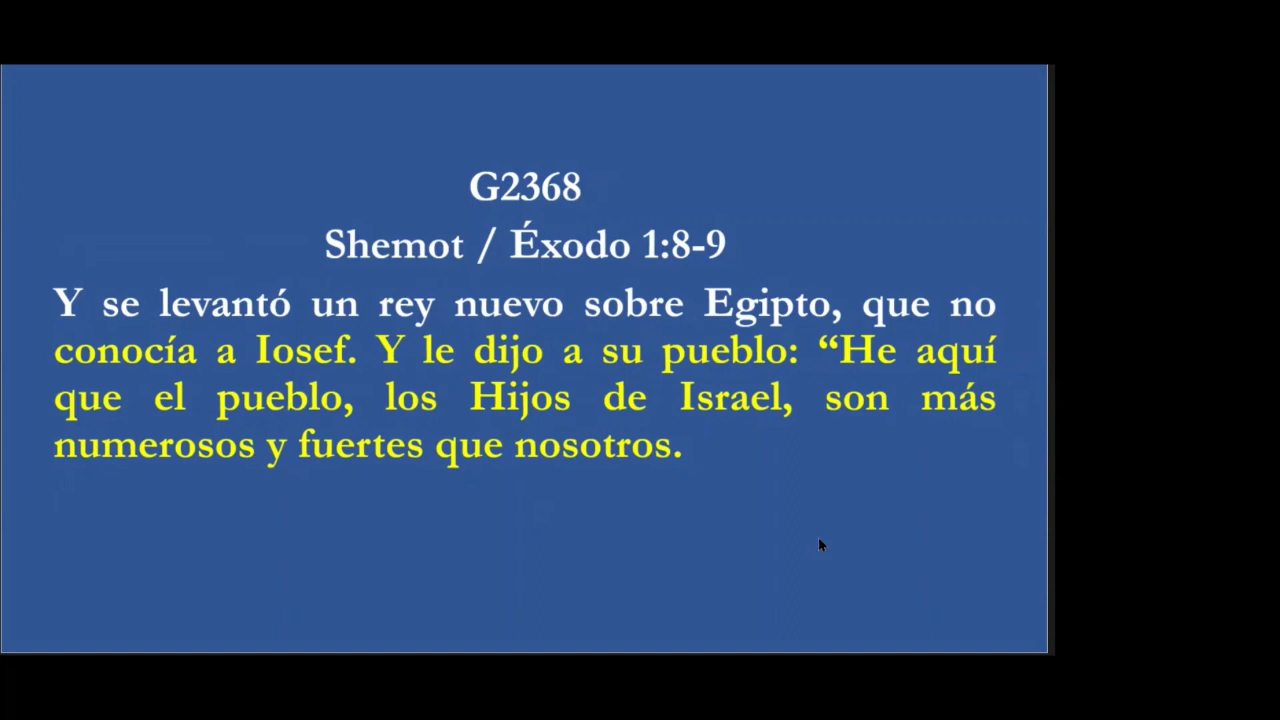 G2368
Shemot / Éxodo 1:8-9
Y se levantó un rey nuevo sobre Egipto, que no
conocía a Iosef. Y le dijo a su pueblo: “He aquí
que el pueblo, los Hijos de Israel, son más
numerosos y fuertes que nosotros.